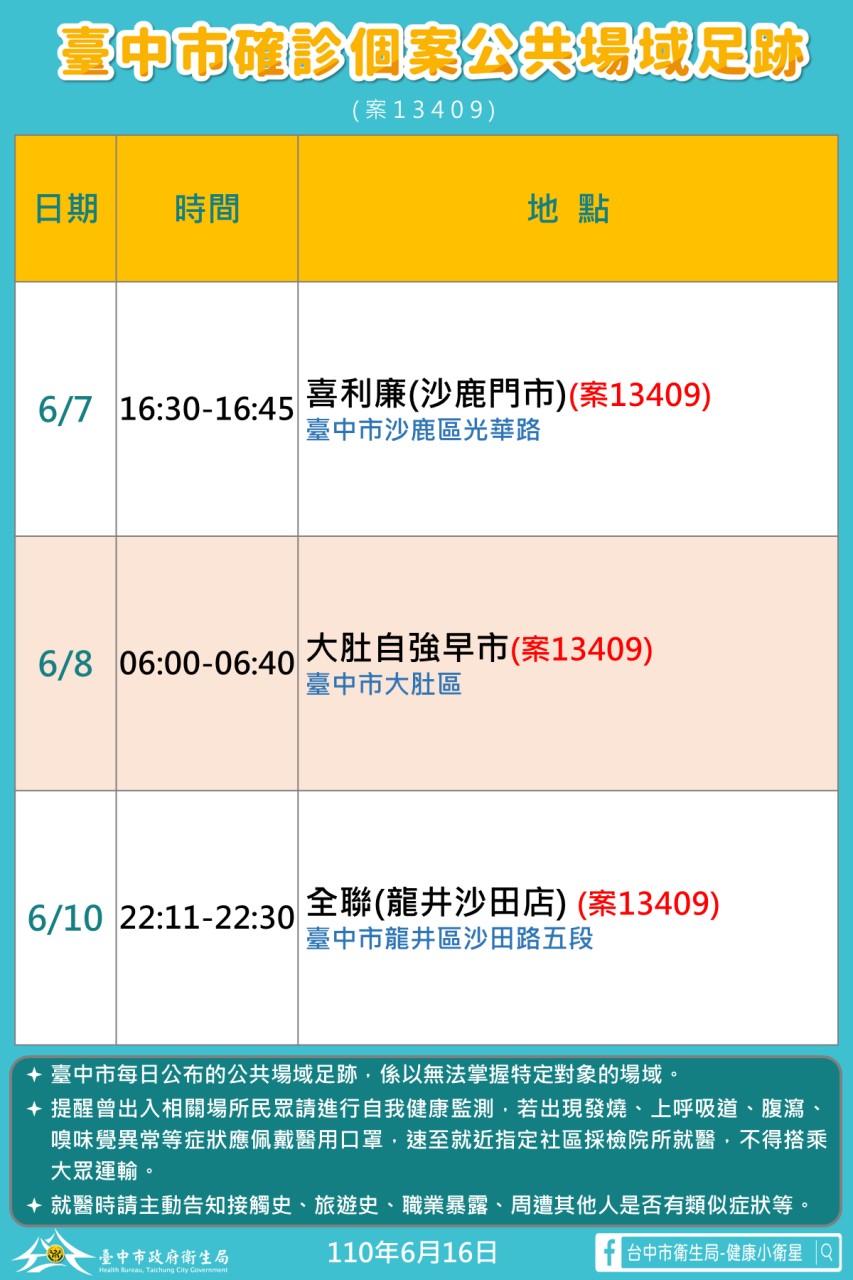 臺中市確診個案公共場域足跡
(案13409)
日期 時間 地點
6/7 16:30-16:45 喜利廉(沙鹿門市)(案13409)
臺中市沙鹿區光華路
6/8 06:00-06:40 大肚自強早市(案13409)
臺中市大肚區
6/10 22:11-22:30 全聯(龍井沙田店) (案13409)
臺中市龍井區沙田路五段
臺中市每日公布的公共場域足跡，係以無法掌握特定對象的場域。
提醒曾出入相關場所民眾請進行自我健康監測，若出現發燒、上呼吸道、腹瀉、
嗅味覺異常等症狀應佩戴醫用口罩，速至就近指定社區採檢院所就醫，不得搭乘
大眾運輸。
就醫時請主動告知接觸史、旅遊史、職業暴露、周遭其他人是否有類似症狀等。
臺中市政府衛生局
Health Bureau, Taichung City Government
110年6月16日
台中市衛生局-健康小衛星